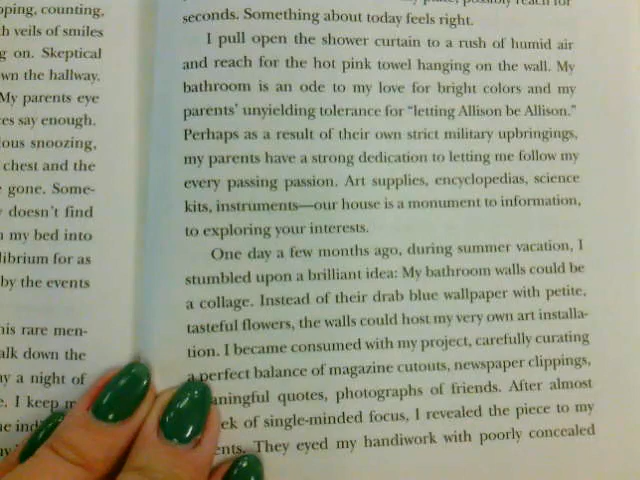 ping, counting,
h veils of smiles
g on. Skeptical
wn the hallway.
My parents eye
es say enough.
ious snoozing,
chest and the
gone. Some-
doesn't find
my bed into
librium for as
by the events
his rare men-
alk down the
ay a night of
e. I keep
he
seconds. Something about today feels right.
I pull open the shower curtain to a rush of humid air
and reach for the hot pink towel hanging on the wall. My
bathroom is an ode to my love for bright colors and my
parents' unyielding tolerance for "letting Allison be Allison."
Perhaps as a result of their own strict military upbringings,
my parents have a strong dedication to letting me follow my
every passing passion. Art supplies, encyclopedias, science
kits, instruments—our house is a monument to information,
to exploring your interests.
One day a few months ago, during summer vacation, I
stumbled upon a brilliant idea: My bathroom walls could be
a collage. Instead of their drab blue wallpaper with petite,
tasteful flowers, the walls could host my very own art installa-
tion. I became consumed with my project, carefully curating
a perfect balance of magazine cutouts, newspaper clippings,
aningful quotes, photographs of friends. After almost
ek of single-minded focus, I revealed the piece to my
ents. They eyed my handiwork with poorly concealed